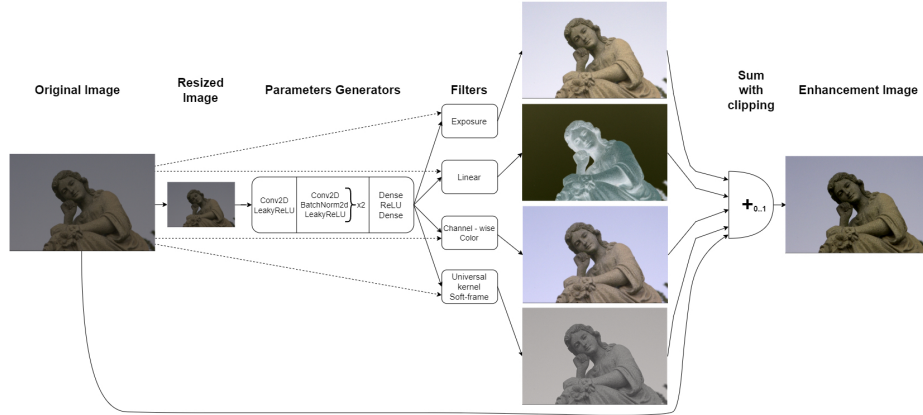 Original Image
Resized
Image
Parameters Generators
Filters
Sum
with
clipping
Enhancement Image
Exposure
Linear
Conv2D
LeakyReLU
Conv2D
BatchNorm2d
LeakyReLU
x2
Dense
ReLU
Dense
Channel - wise
Color
Universal
kernel
Soft-frame
+0..1